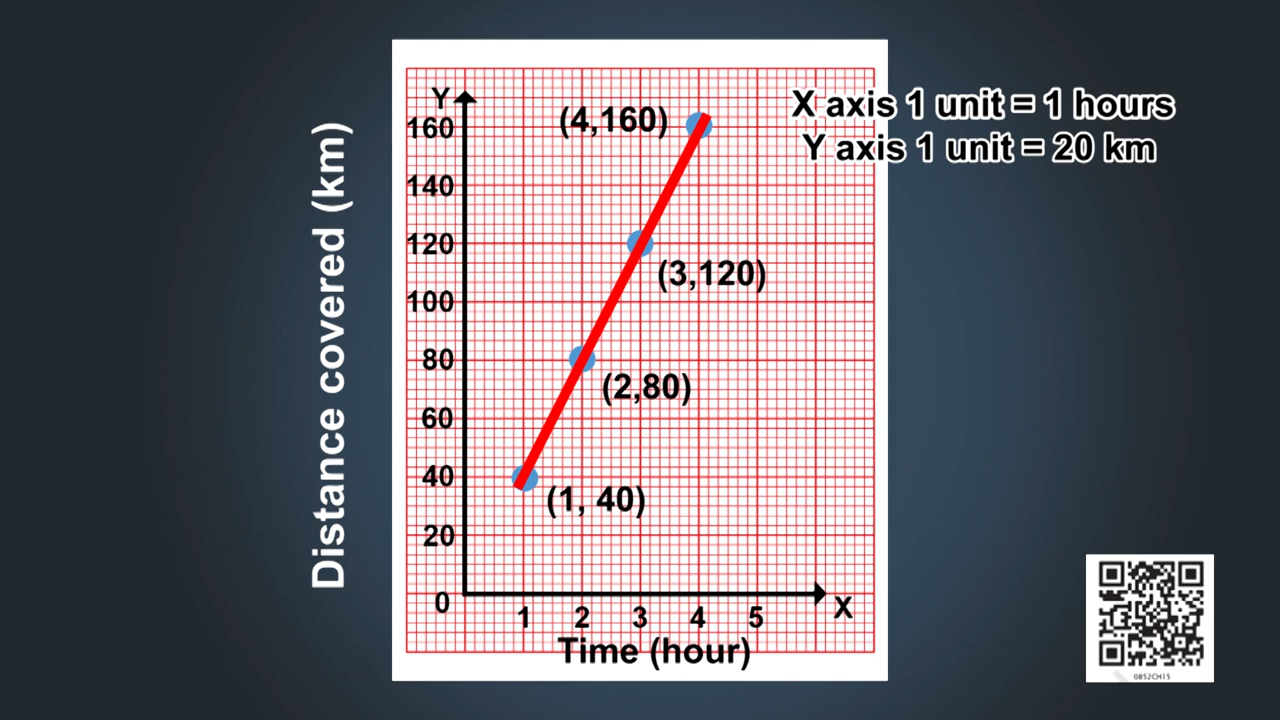 X axis 1 unit = 1 hours
Y axis 1 unit = 20 km
Distance covered (km)
Y
160
140
120
100
80
60
40
20
0
(4,160)
(3,120)
(2,80)
(1, 40)
1 2 3 4 5
X
Time (hour)
0852CH15